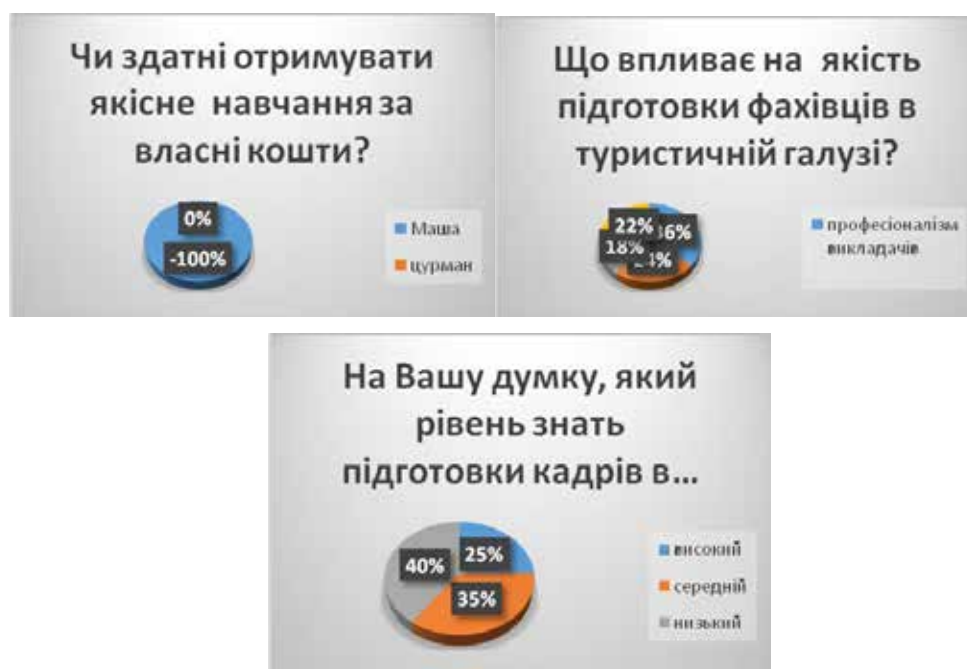 Чи здатні отримувати
якісне навчання за
власні кошти?
0%
-100%
Маша
цурман
Що впливає на якість
підготовки фахівців в
туристичній галузі?
22%
36%
18%
24%
професіоналізм
викладачів
На Вашу думку, який
рівень знать
підготовки кадрів в...
40%
25%
35%
високий
середній
низький